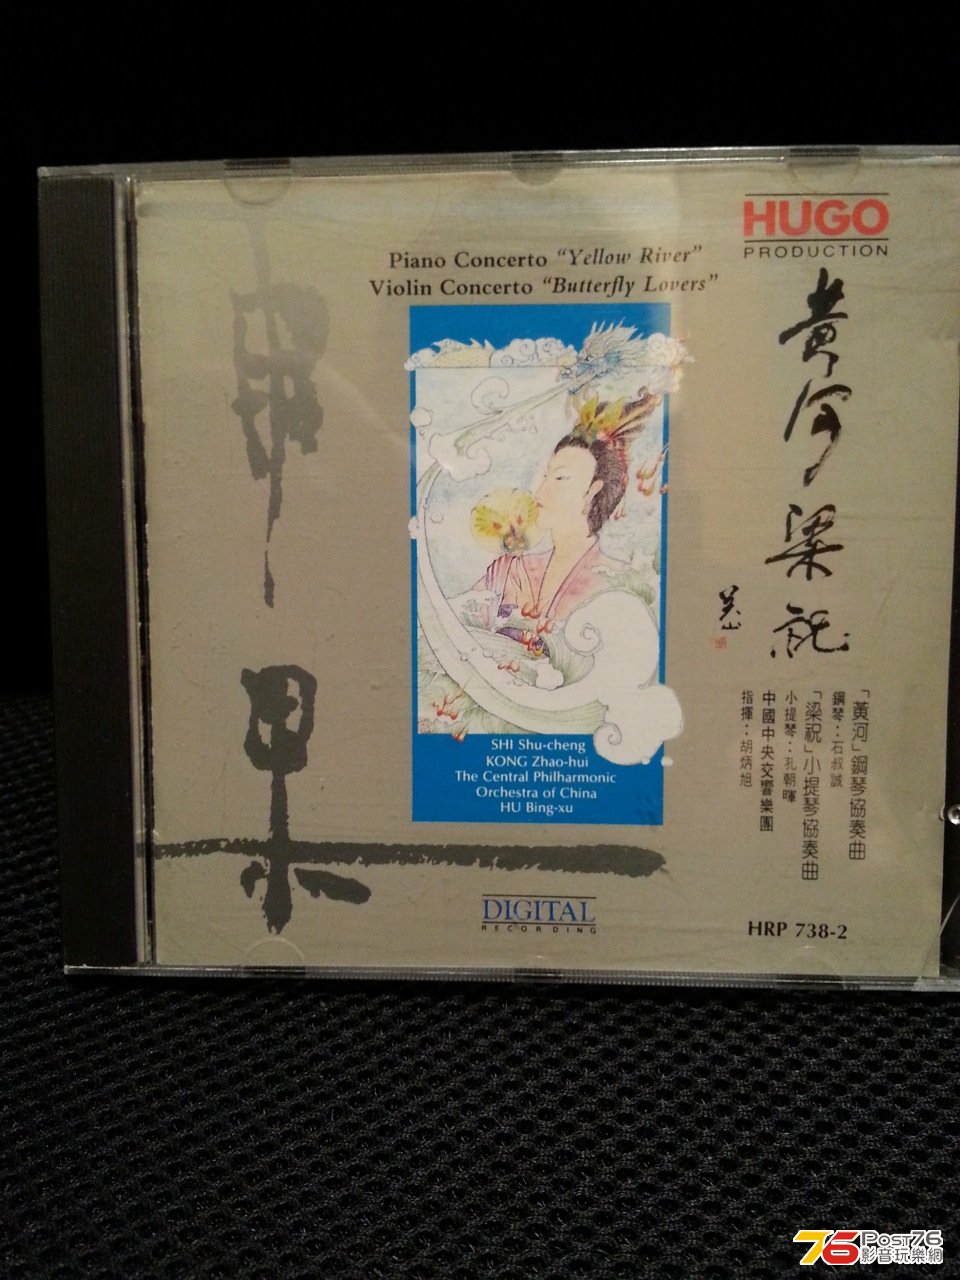 HUGO
PRODUCTION
Piano Concerto "Yellow River"
Violin Concerto "Butterfly Lovers"
黄河梁祝
「黃河」鋼琴協奏曲
鋼琴：石叔誠
「梁祝」小提琴協奏曲
小提琴：孔朝暉
中國中央交響樂團
指揮：胡炳旭
SHI Shu-cheng
KONG Zhao-hui
The Central Philharmonic
Orchestra of China
HU Bing-xu
DIGITAL
RECORDING
HRP 738-2
76 Post76
影音玩樂網